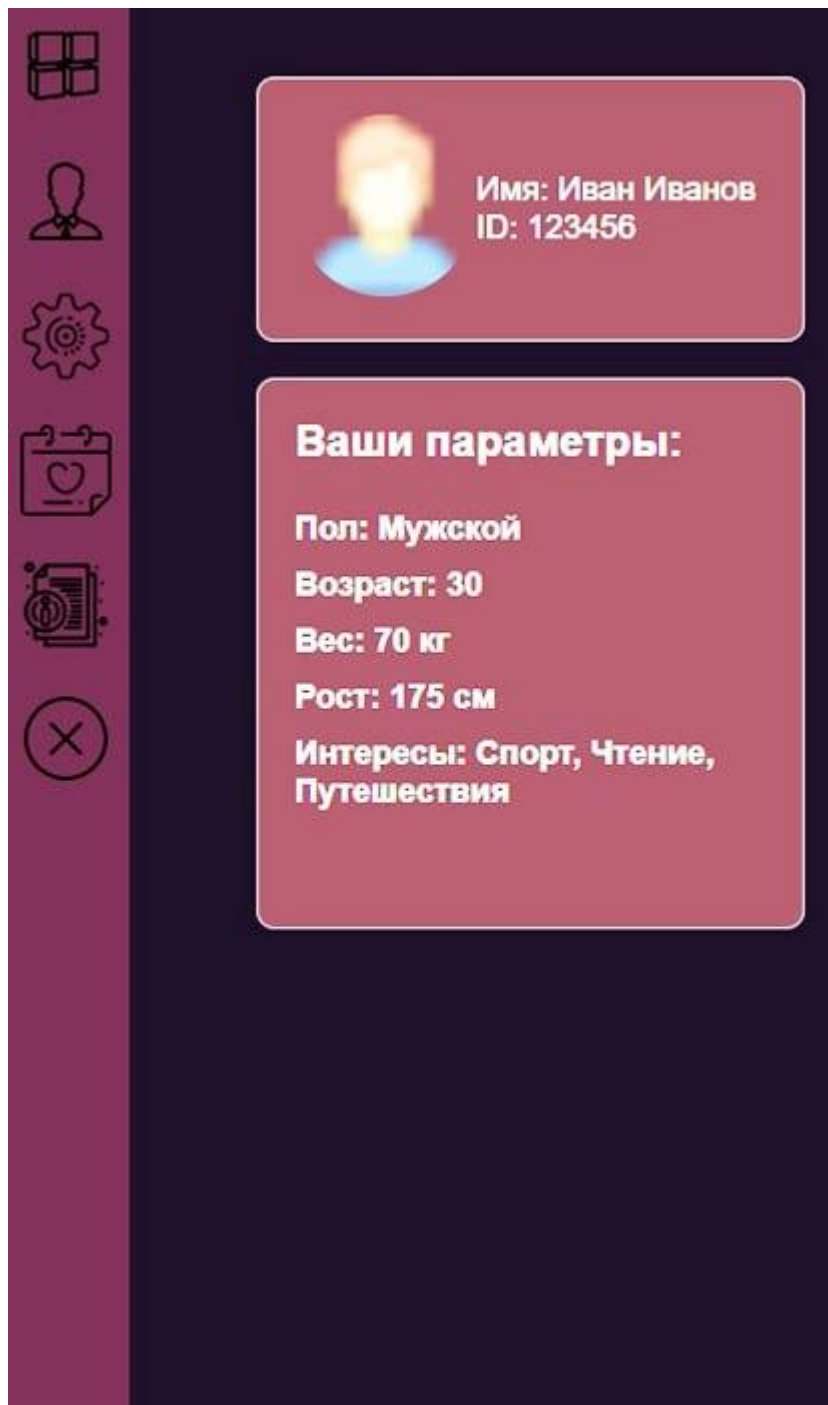 Имя: Иван Иванов
ID: 123456
Ваши параметры:
Пол: Мужской
Возраст: 30
Вес: 70 кг
Рост: 175 см
Интересы: Спорт, Чтение,
Путешествия